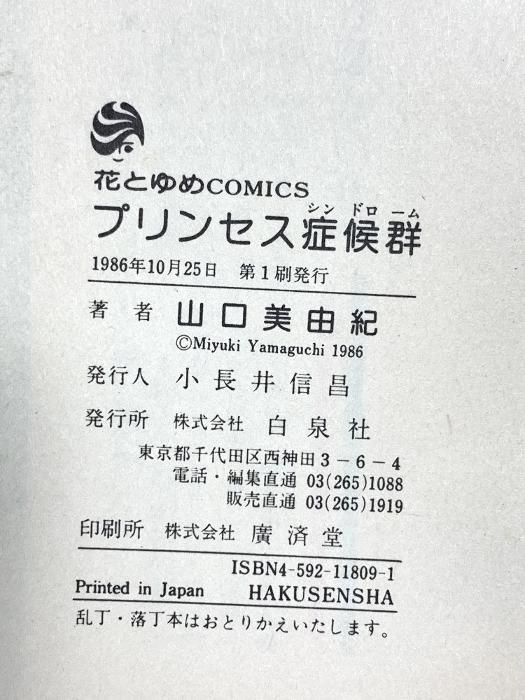 花とゆめCOMICS
シンドローム
プリンセス症候群
1986年10月25日 第1刷発行
著者 山口美由紀
©Miyuki Yamaguchi 1986
発行人 小長井信昌
発行所 株式会社 白泉社
東京都千代田区西神田3-6-4
電話・編集直通 03(265)1088
販売直通 03(265)1919
印刷所 株式会社 廣済堂
ISBN4-592-11809-1
Printed in Japan HAKUSENSHA
乱丁・落丁本はおとりかえいたします。